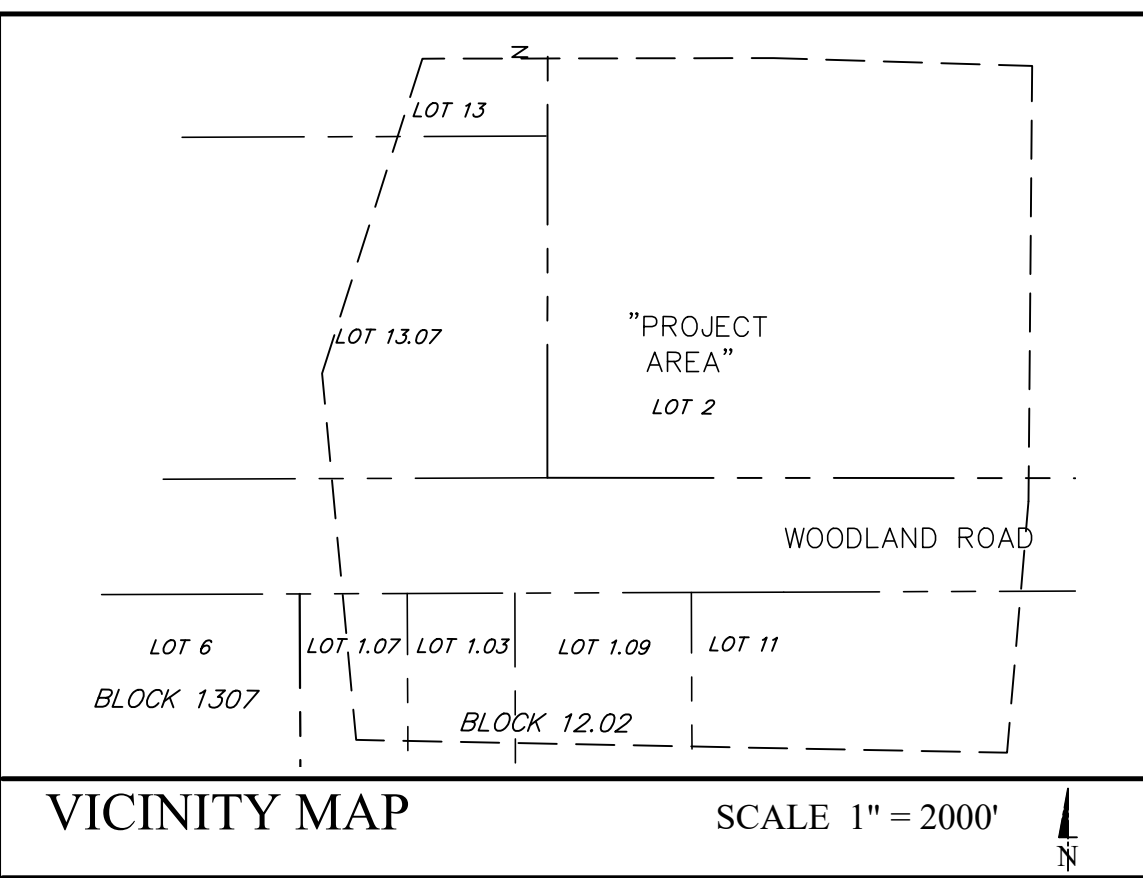 Z
LOT 13
"PROJECT
AREA"
LOT 13.07
LOT 2
WOODLAND ROAD
LOT 6
LOT 1.07
LOT 1.03
LOT 1.09
LOT 11
BLOCK 1307
BLOCK 12.02
VICINITY MAP
SCALE 1" = 2000'
N